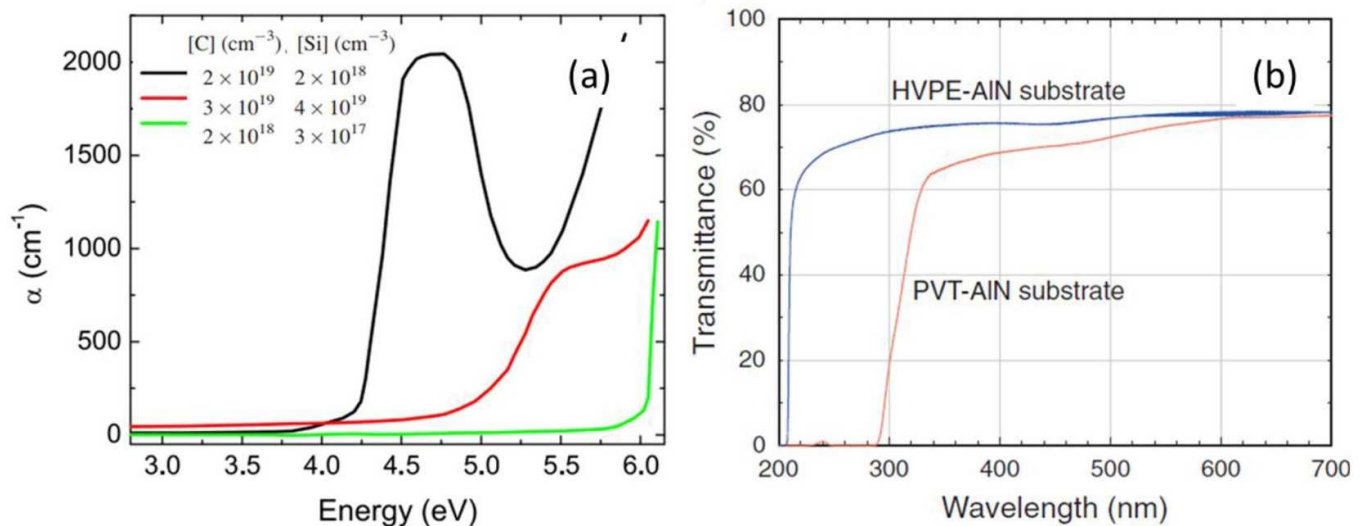 [C] (cm⁻³), [Si] (cm⁻³)
2 × 10¹⁹ 2 × 10¹⁸
3 × 10¹⁹ 4 × 10¹⁹
2 × 10¹⁸ 3 × 10¹⁷
(a)
2000
1500
1000
500
0
α (cm⁻¹)
3.0 3.5 4.0 4.5 5.0 5.5 6.0
Energy (eV)
100
80
60
40
20
0
Transmittance (%)
(b)
HVPE-AlN substrate
PVT-AlN substrate
200 300 400 500 600 700
Wavelength (nm)